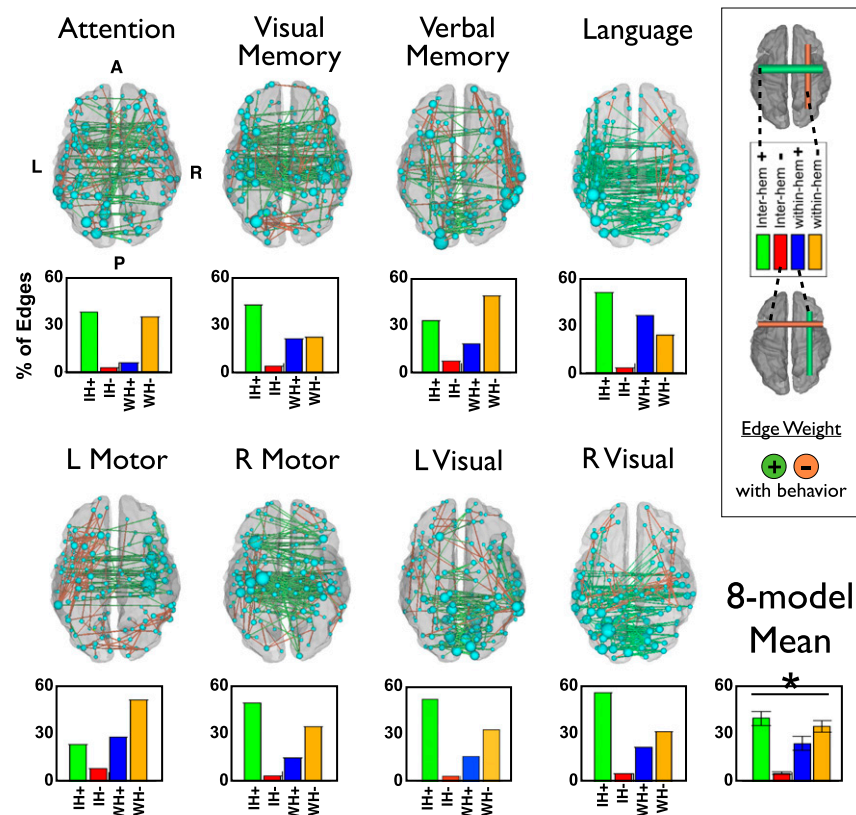 Attention
Visual
Memory
Verbal
Memory
Language
A
L
R
P
Inter-hem +
Inter-hem -
within-hem +
within-hem -
% of Edges
60
30
0
IH+
IH-
WH+
WH-
60
30
0
IH+
IH-
WH+
WH-
60
30
0
IH+
IH-
WH+
WH-
60
30
0
IH+
IH-
WH+
WH-
Edge Weight
+ -
with behavior
L Motor
R Motor
L Visual
R Visual
8-model
Mean
60
30
0
IH+
IH-
WH+
WH-
60
30
0
IH+
IH-
WH+
WH-
60
30
0
IH+
IH-
WH+
WH-
60
30
0
IH+
IH-
WH+
WH-
60
30
0
*